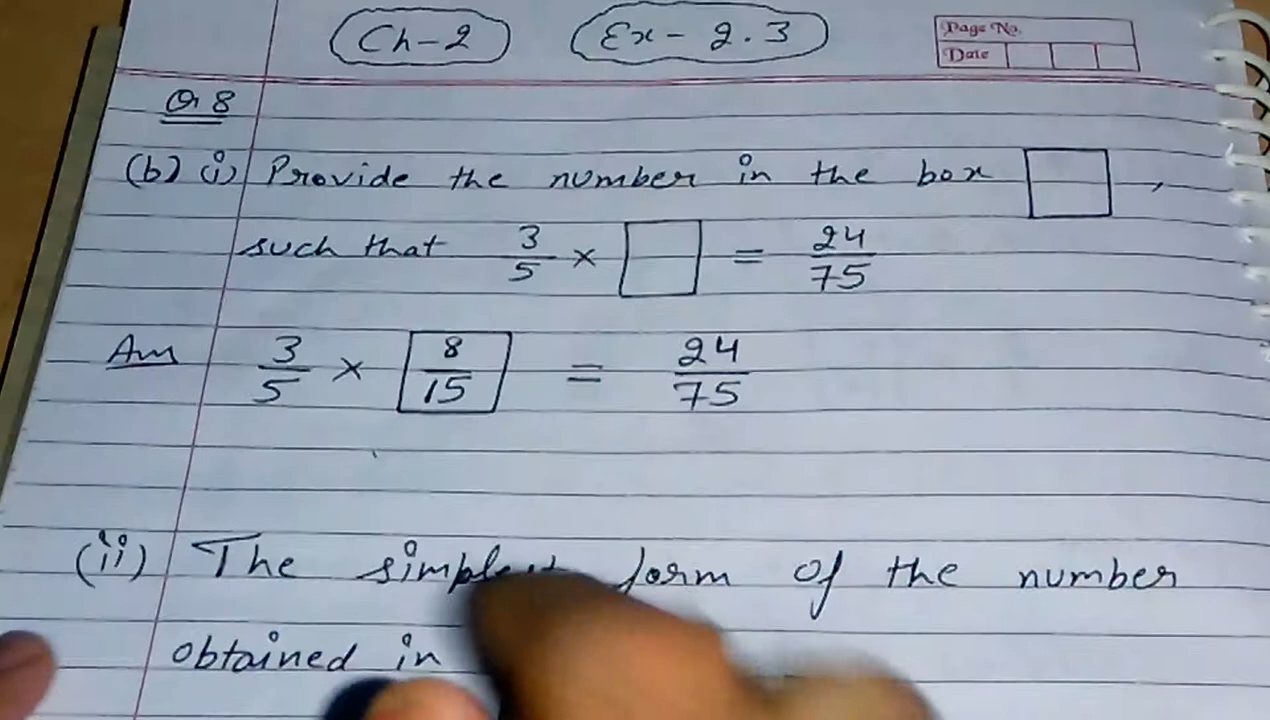 Ch-2 Ex-2.3
Page No.
Date
Q 8
(b) (i) Provide the number in the box ,
such that 3/5 × = 24/75
Ans 3/5 × 8/15 = 24/75
(ii) The simplest form of the number
obtained in